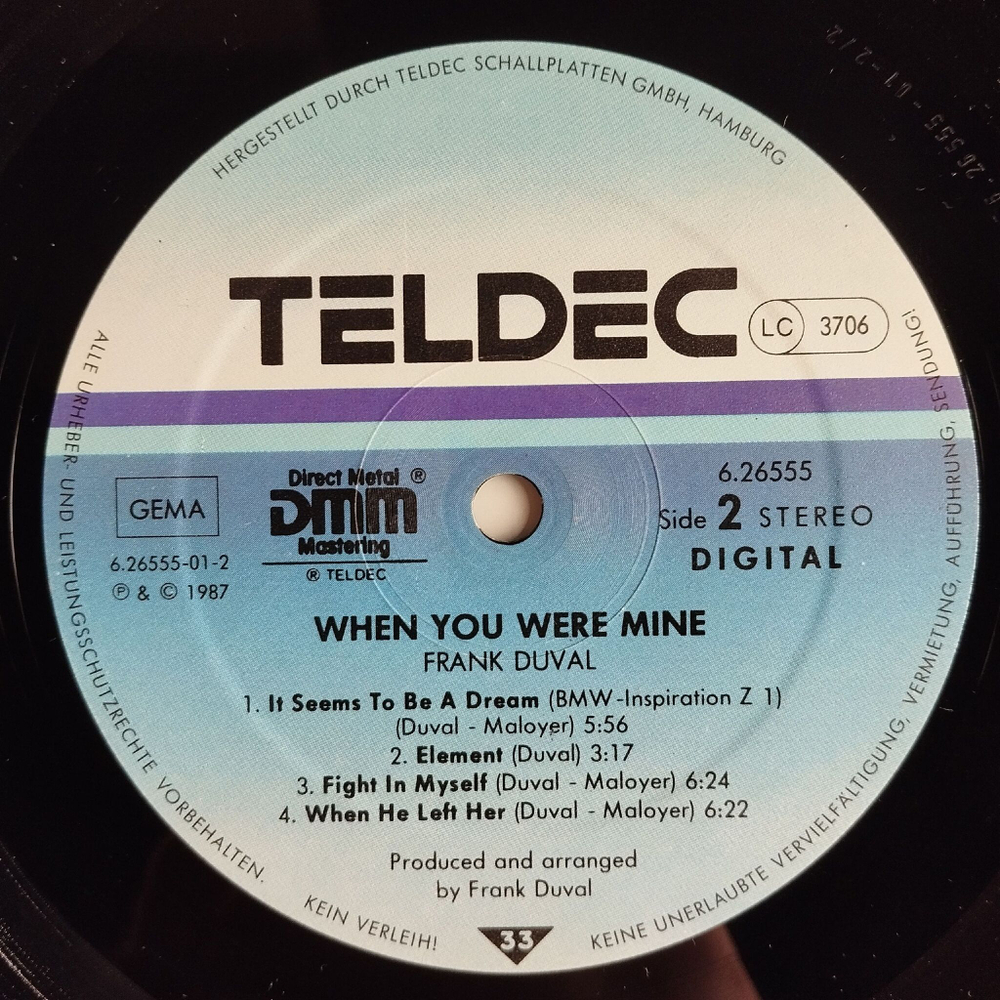 HERGESTELLT DURCH TELDEC SCHALLPLATTEN GMBH, HAMBURG
TELDEC
LC 3706
GEMA
6.26555-01-2
Ⓟ & © 1987
Direct Metal ®
DMM
Mastering
® TELDEC
6.26555
Side 2 STEREO
DIGITAL
WHEN YOU WERE MINE
FRANK DUVAL
1. It Seems To Be A Dream (BMW-Inspiration Z 1)
(Duval - Maloyer) 5:56
2. Element (Duval) 3:17
3. Fight In Myself (Duval - Maloyer) 6:24
4. When He Left Her (Duval - Maloyer) 6:22
Produced and arranged
by Frank Duval
33
ALLE URHEBER- UND LEISTUNGSSCHUTZRECHTE VORBEHALTEN.
KEIN VERLEIH!
KEINE UNERLAUBTE VERVIELFÄLTIGUNG, VERMIETUNG, AUFFÜHRUNG, SENDUNG!